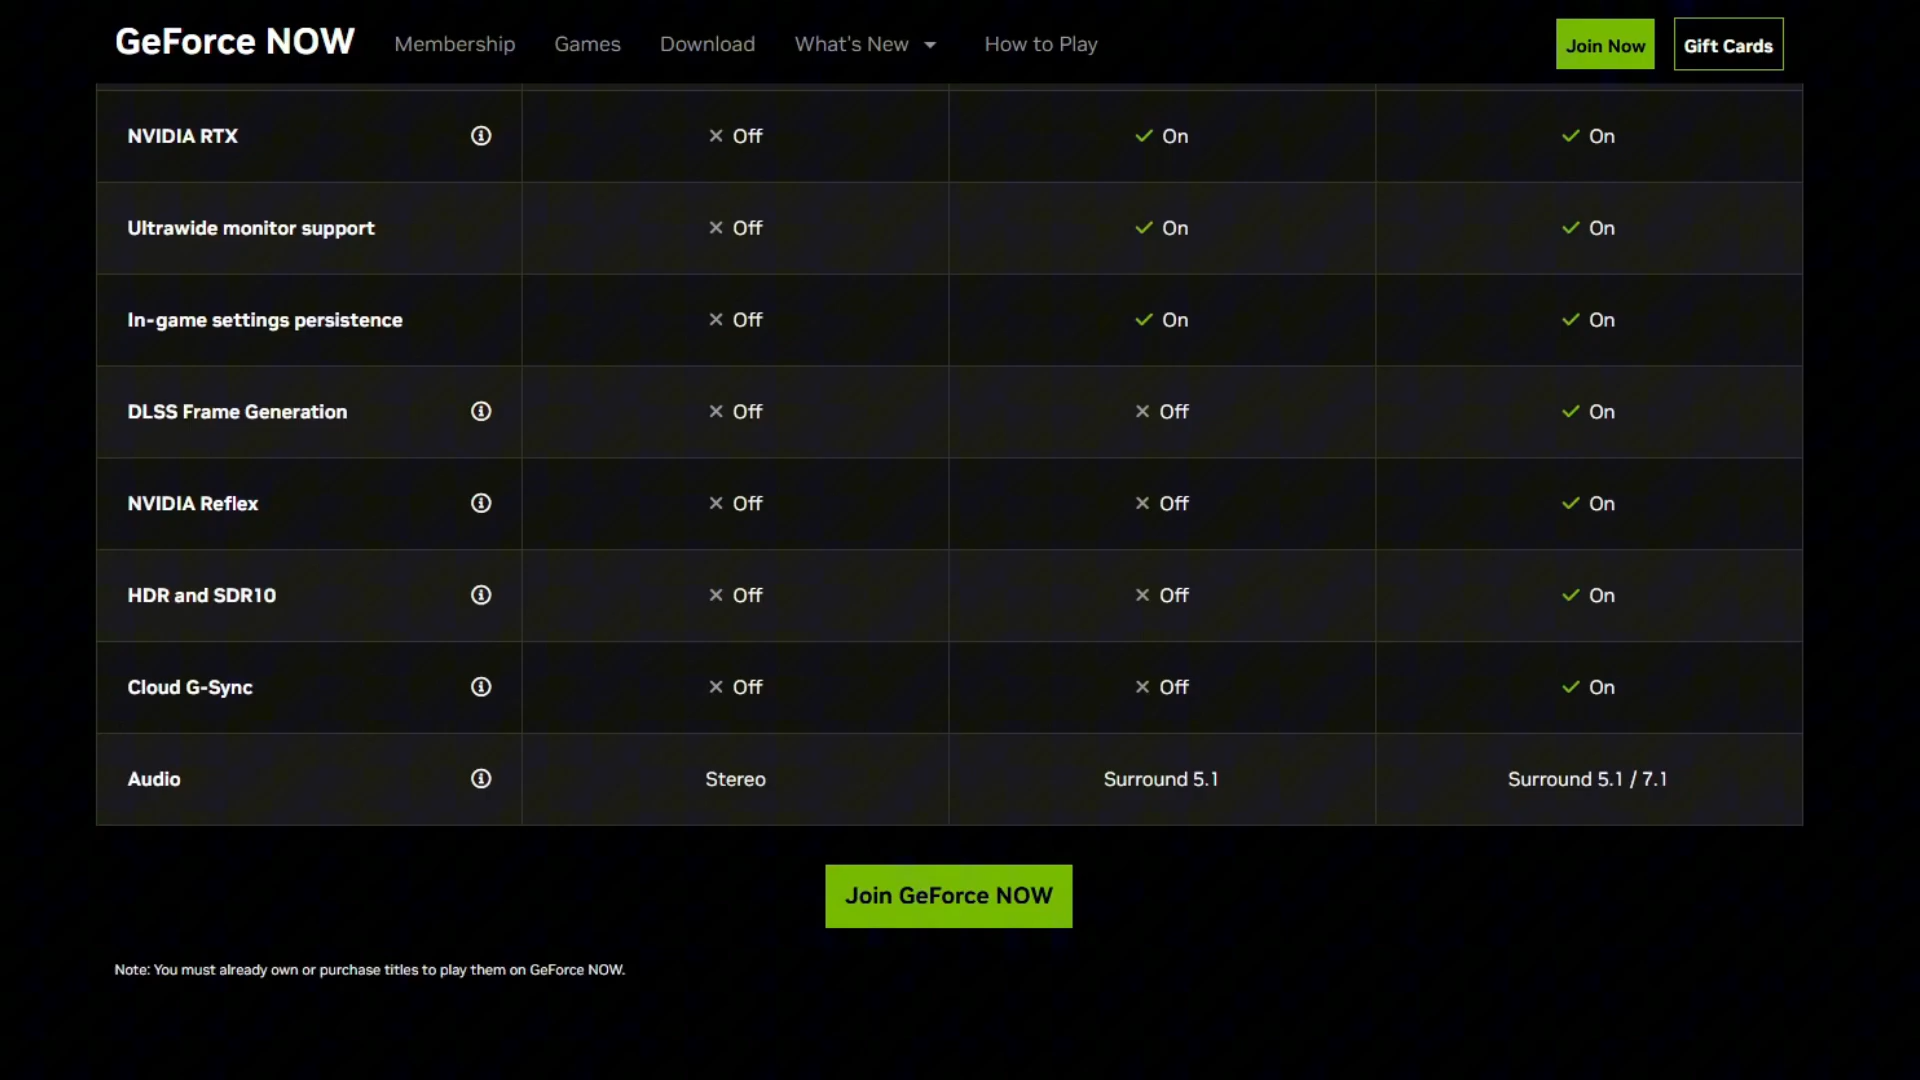 GeForce NOW Membership Games Download What's New How to Play Join Now Gift Cards
NVIDIA RTX Off On On
Ultrawide monitor support Off On On
In-game settings persistence Off On On
DLSS Frame Generation Off Off On
NVIDIA Reflex Off Off On
HDR and SDR10 Off Off On
Cloud G-Sync Off Off On
Audio Stereo Surround 5.1 Surround 5.1 / 7.1
Join GeForce NOW
Note: You must already own or purchase titles to play them on GeForce NOW.